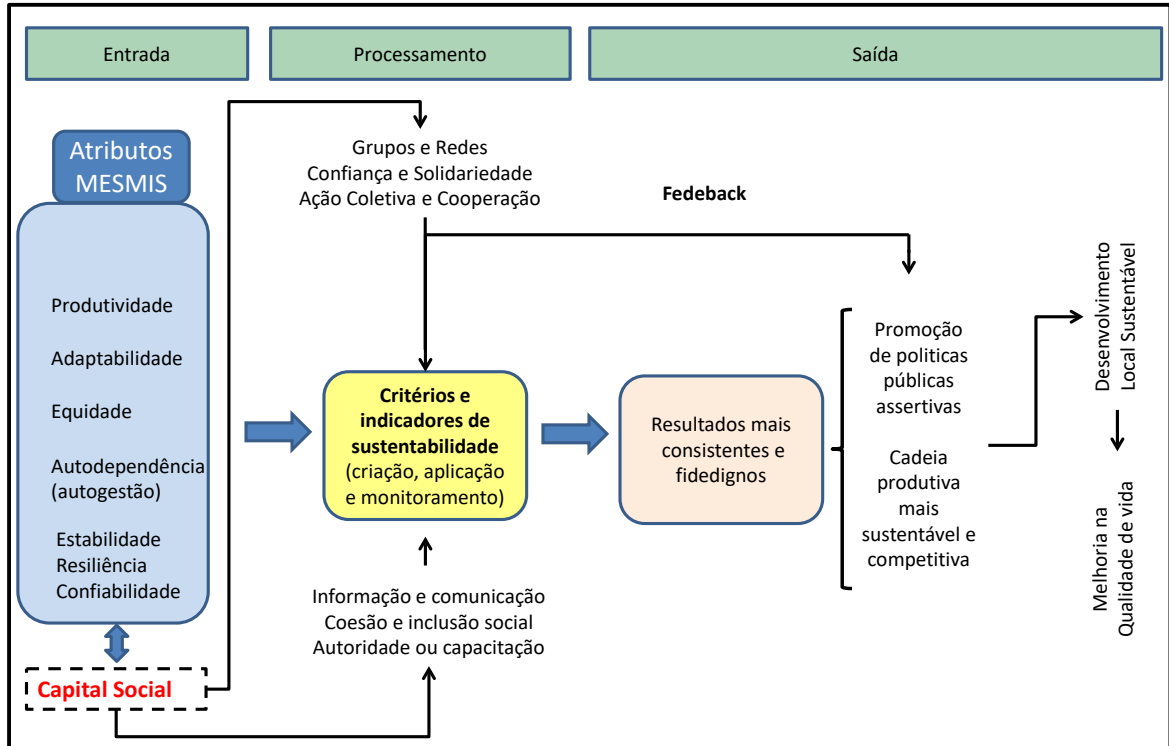 Entrada
Processamento
Saída
Atributos
MESMIS
Produtividade
Adaptabilidade
Equidade
Autodependência
(autogestão)
Estabilidade
Resiliência
Confiabilidade
Capital Social
Grupos e Redes
Confiança e Solidariedade
Ação Coletiva e Cooperação
Critérios e
indicadores de
sustentabilidade
(criação, aplicação
e monitoramento)
Informação e comunicação
Coesão e inclusão social
Autoridade ou capacitação
Fedeback
Resultados mais
consistentes e
fidedignos
Promoção
de politicas
públicas
assertivas
Cadeia
produtiva
mais
sustentável e
competitiva
Desenvolvimento
Local Sustentável
Melhoria na
Qualidade de vida